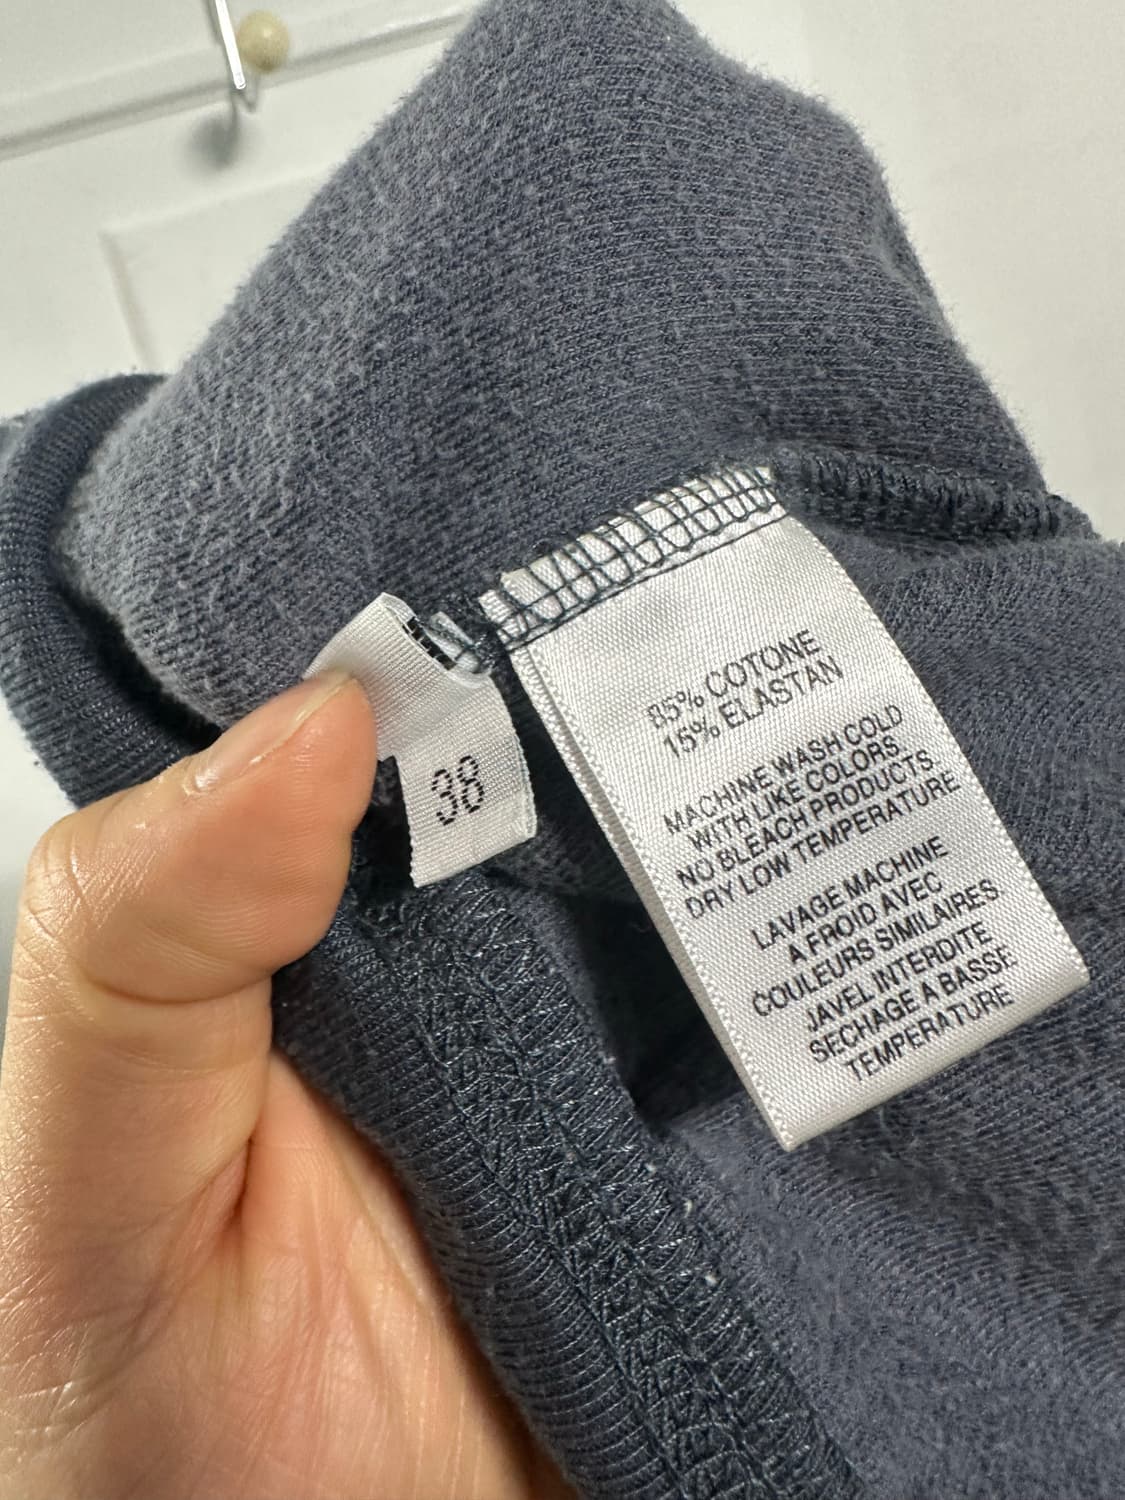 38
85% COTONE
15% ELASTAN
MACHINE WASH COLD
WITH LIKE COLORS
NO BLEACH PRODUCTS.
DRY LOW TEMPERATURE
LAVAGE MACHINE
A FROID AVEC
COULEURS SIMILAIRES.
JAVEL INTERDITE
SECHAGE A BASSE
TEMPERATURE